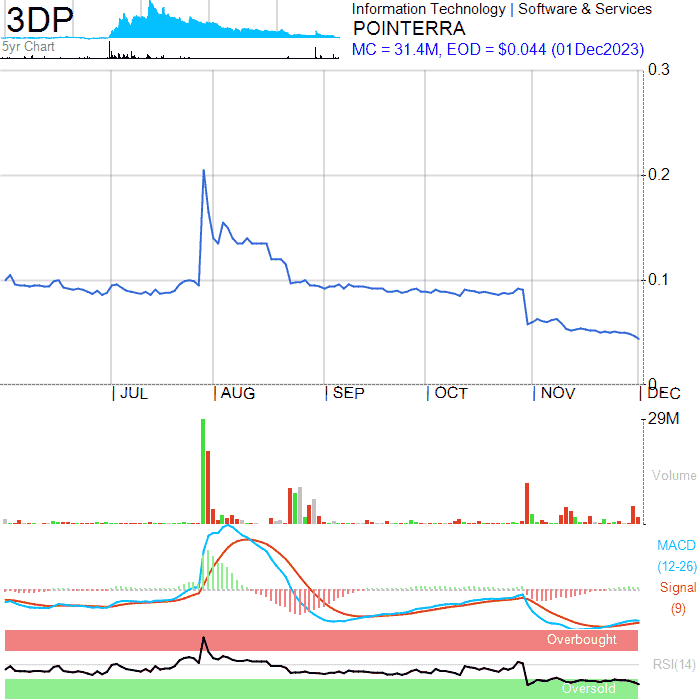 3DP
5yr Chart
Information Technology | Software & Services
POINTERRA
MC = 31.4M, EOD = $0.044 (01Dec2023)
0.3
0.2
0.1
0
| JUL | AUG | SEP | OCT | NOV | DEC
29M
Volume
MACD
(12-26)
Signal
(9)
Overbought
RSI(14)
Oversold